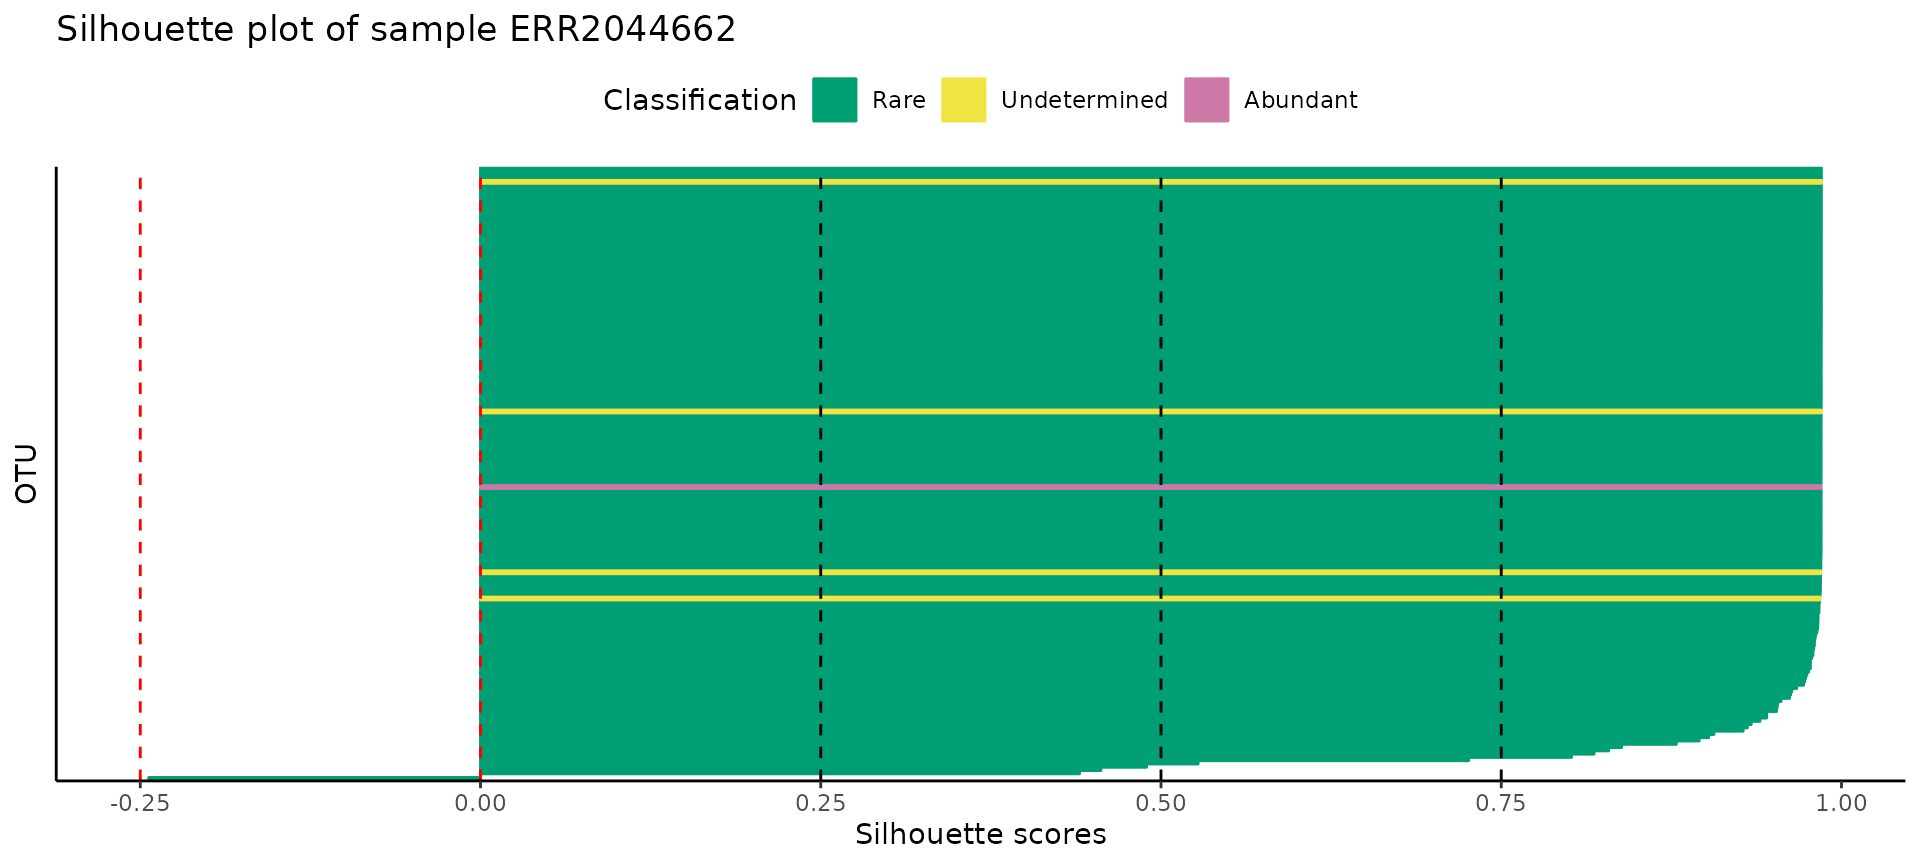 Silhouette plot of sample ERR2044662
Classification Rare Undetermined Abundant
OTU
-0.25 0.00 0.25 0.50 0.75 1.00
Silhouette scores